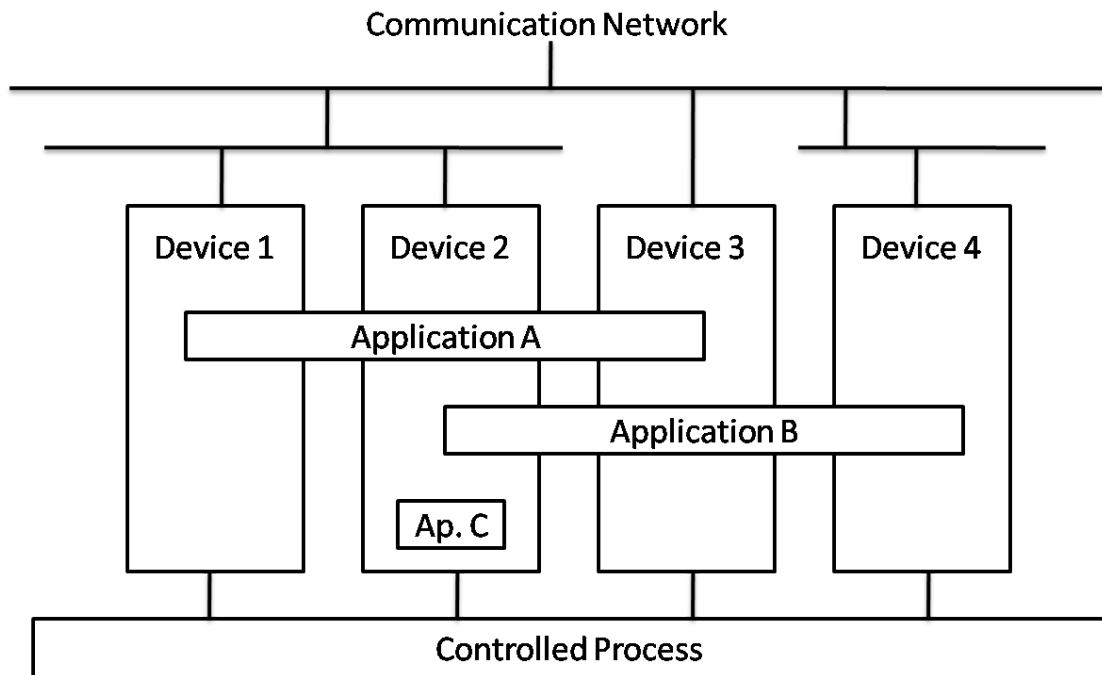 Communication Network
Device 1
Device 2
Device 3
Device 4
Application A
Application B
Ap. C
Controlled Process